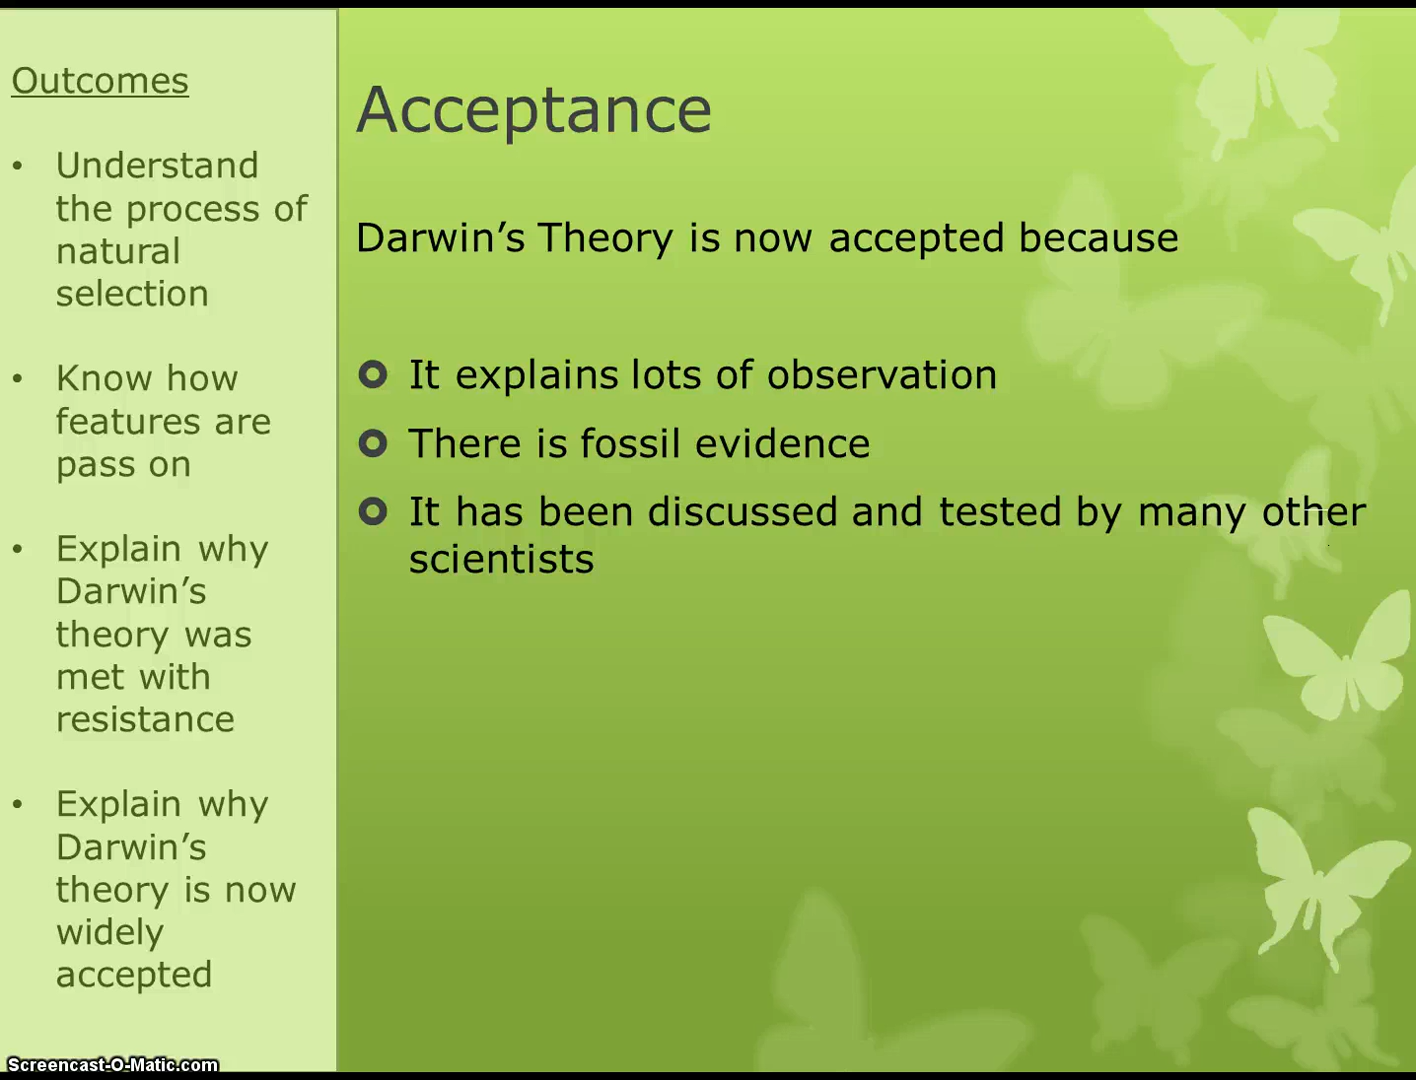 Outcomes
• Understand
the process of
natural
selection
• Know how
features are
pass on
• Explain why
Darwin’s
theory was
met with
resistance
• Explain why
Darwin’s
theory is now
widely
accepted
Acceptance
Darwin’s Theory is now accepted because
It explains lots of observation
There is fossil evidence
It has been discussed and tested by many other
scientists
Screencast-O-Matic.com